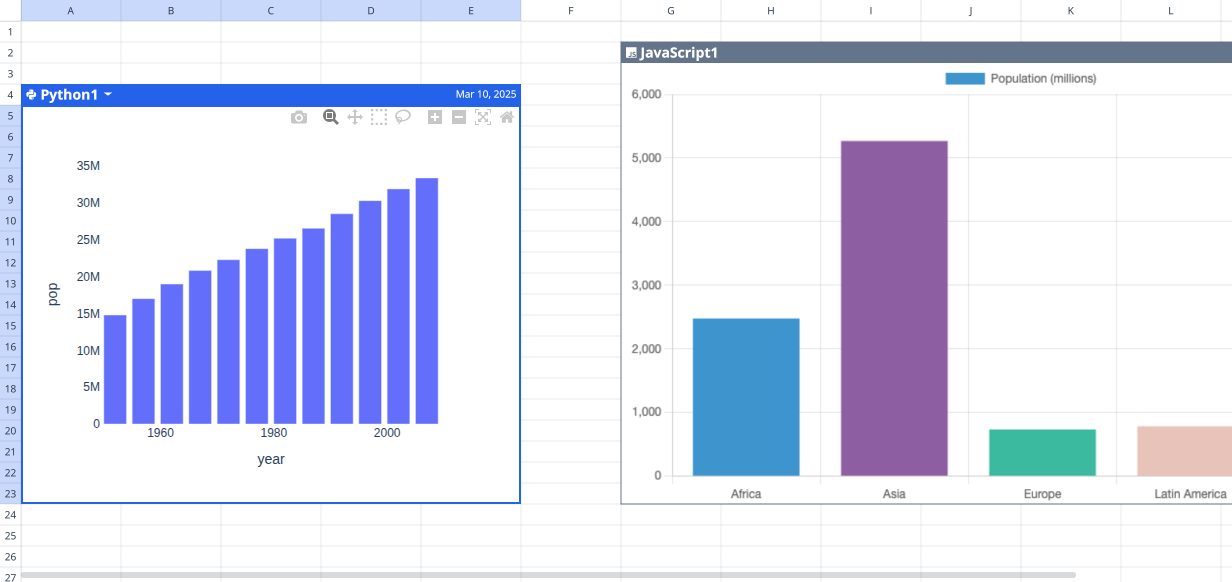 A B C D E F G H I J K L
1
2
3
4
5
6
7
8
9
10
11
12
13
14
15
16
17
18
19
20
21
22
23
24
25
26
27
Python1 Mar 10, 2025
35M
30M
25M
20M
15M
10M
5M
0
pop
1960 1980 2000
year
JS JavaScript1
Population (millions)
6,000
5,000
4,000
3,000
2,000
1,000
0
Africa Asia Europe Latin America